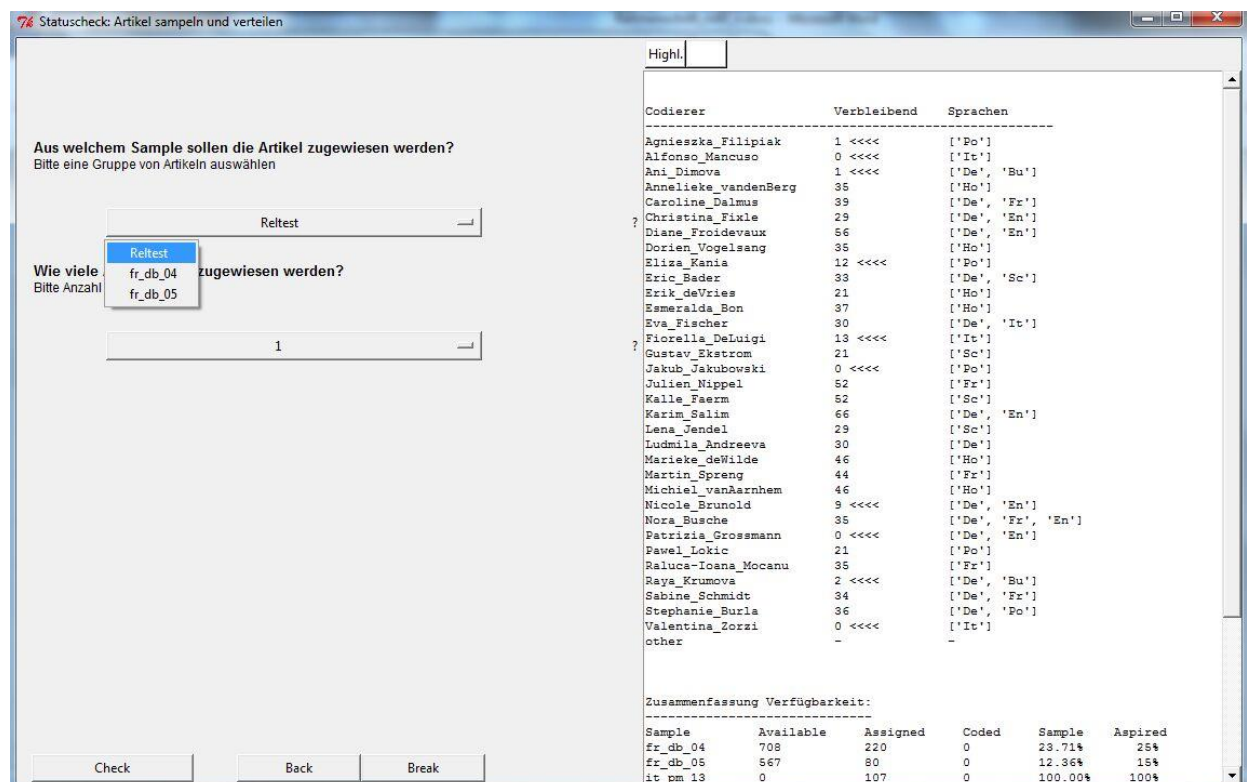 Statuscheck: Artikel sampeln und verteilen
Aus welchem Sample sollen die Artikel zugewiesen werden?
Bitte eine Gruppe von Artikeln auswählen
Reltest
?
Reltest
fr_db_04
fr_db_05
Wie viele zugewiesen werden?
Bitte Anzahl
1
?
Check Back Break
Highl.
Codierer Verbleibend Sprachen
------------------------------------------------------
Agnieszka_Filipiak 1 <<<< ['Po']
Alfonso_Mancuso 0 <<<< ['It']
Ani_Dimova 1 <<<< ['De', 'Bu']
Annelieke_vandenBerg 35 ['Ho']
Caroline_Dalmus 39 ['De', 'Fr']
Christina_Fixle 29 ['De', 'En']
Diane_Froidevaux 56 ['De', 'En']
Dorien_Vogelsang 35 ['Ho']
Eliza_Kania 12 <<<< ['Po']
Eric_Bader 33 ['De', 'Sc']
Erik_deVries 21 ['Ho']
Esmeralda_Bon 37 ['Ho']
Eva_Fischer 30 ['De', 'It']
Fiorella_DeLuigi 13 <<<< ['It']
Gustav_Ekstrom 21 ['Sc']
Jakub_Jakubowski 0 <<<< ['Po']
Julien_Nippel 52 ['Fr']
Kalle_Faerm 52 ['Sc']
Karim_Salim 66 ['De', 'En']
Lena_Jendel 29 ['Sc']
Ludmila_Andreeva 30 ['De']
Marieke_deWilde 46 ['Ho']
Martin_Spreng 44 ['Fr']
Michiel_vanAarnhem 46 ['Ho']
Nicole_Brunold 9 <<<< ['De', 'En']
Nora_Busche 35 ['De', 'Fr', 'En']
Patrizia_Grossmann 0 <<<< ['De', 'En']
Pawel_Lokic 21 ['Po']
Raluca-Ioana_Mocanu 35 ['Fr']
Raya_Krumova 2 <<<< ['De', 'Bu']
Sabine_Schmidt 34 ['De', 'Fr']
Stephanie_Burla 36 ['De', 'Po']
Valentina_Zorzi 0 <<<< ['It']
other - -
Zusammenfassung Verfügbarkeit:
------------------------------
Sample Available Assigned Coded Sample Aspired
fr_db_04 708 220 0 23.71% 25%
fr_db_05 567 80 0 12.36% 15%
it_pm_13 0 107 0 100.00% 100%